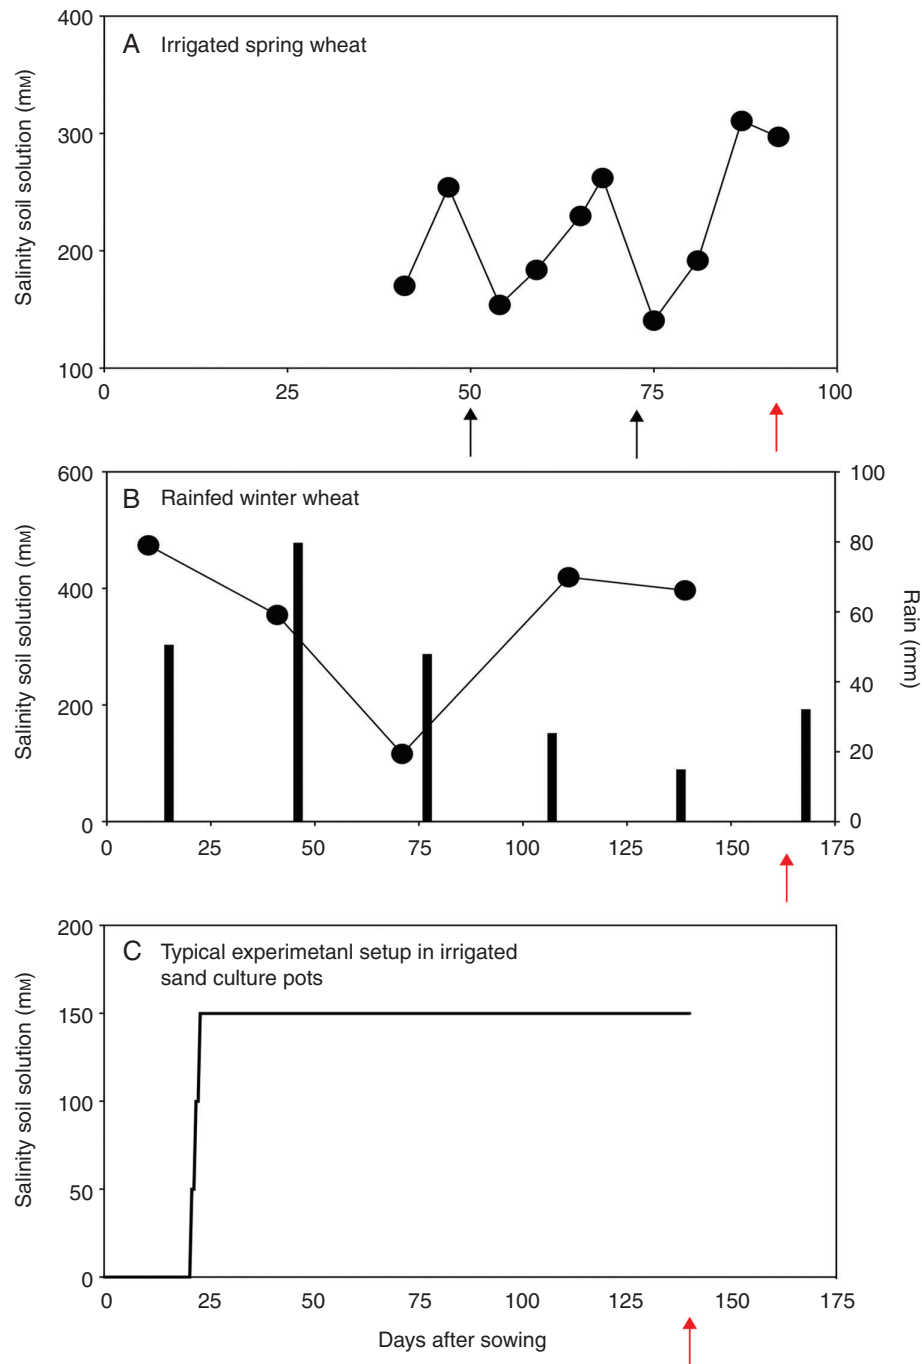 A Irrigated spring wheat
Salinity soil solution (mM)
400
300
200
100
0 25 50 75 100
B Rainfed winter wheat
Salinity soil solution (mM)
600
400
200
0
100
80
60
40
20
0
Rain (mm)
0 25 50 75 100 125 150 175
C Typical experimetanl setup in irrigated
sand culture pots
Salinity soil solution (mM)
200
150
100
50
0
0 25 50 75 100 125 150 175
Days after sowing